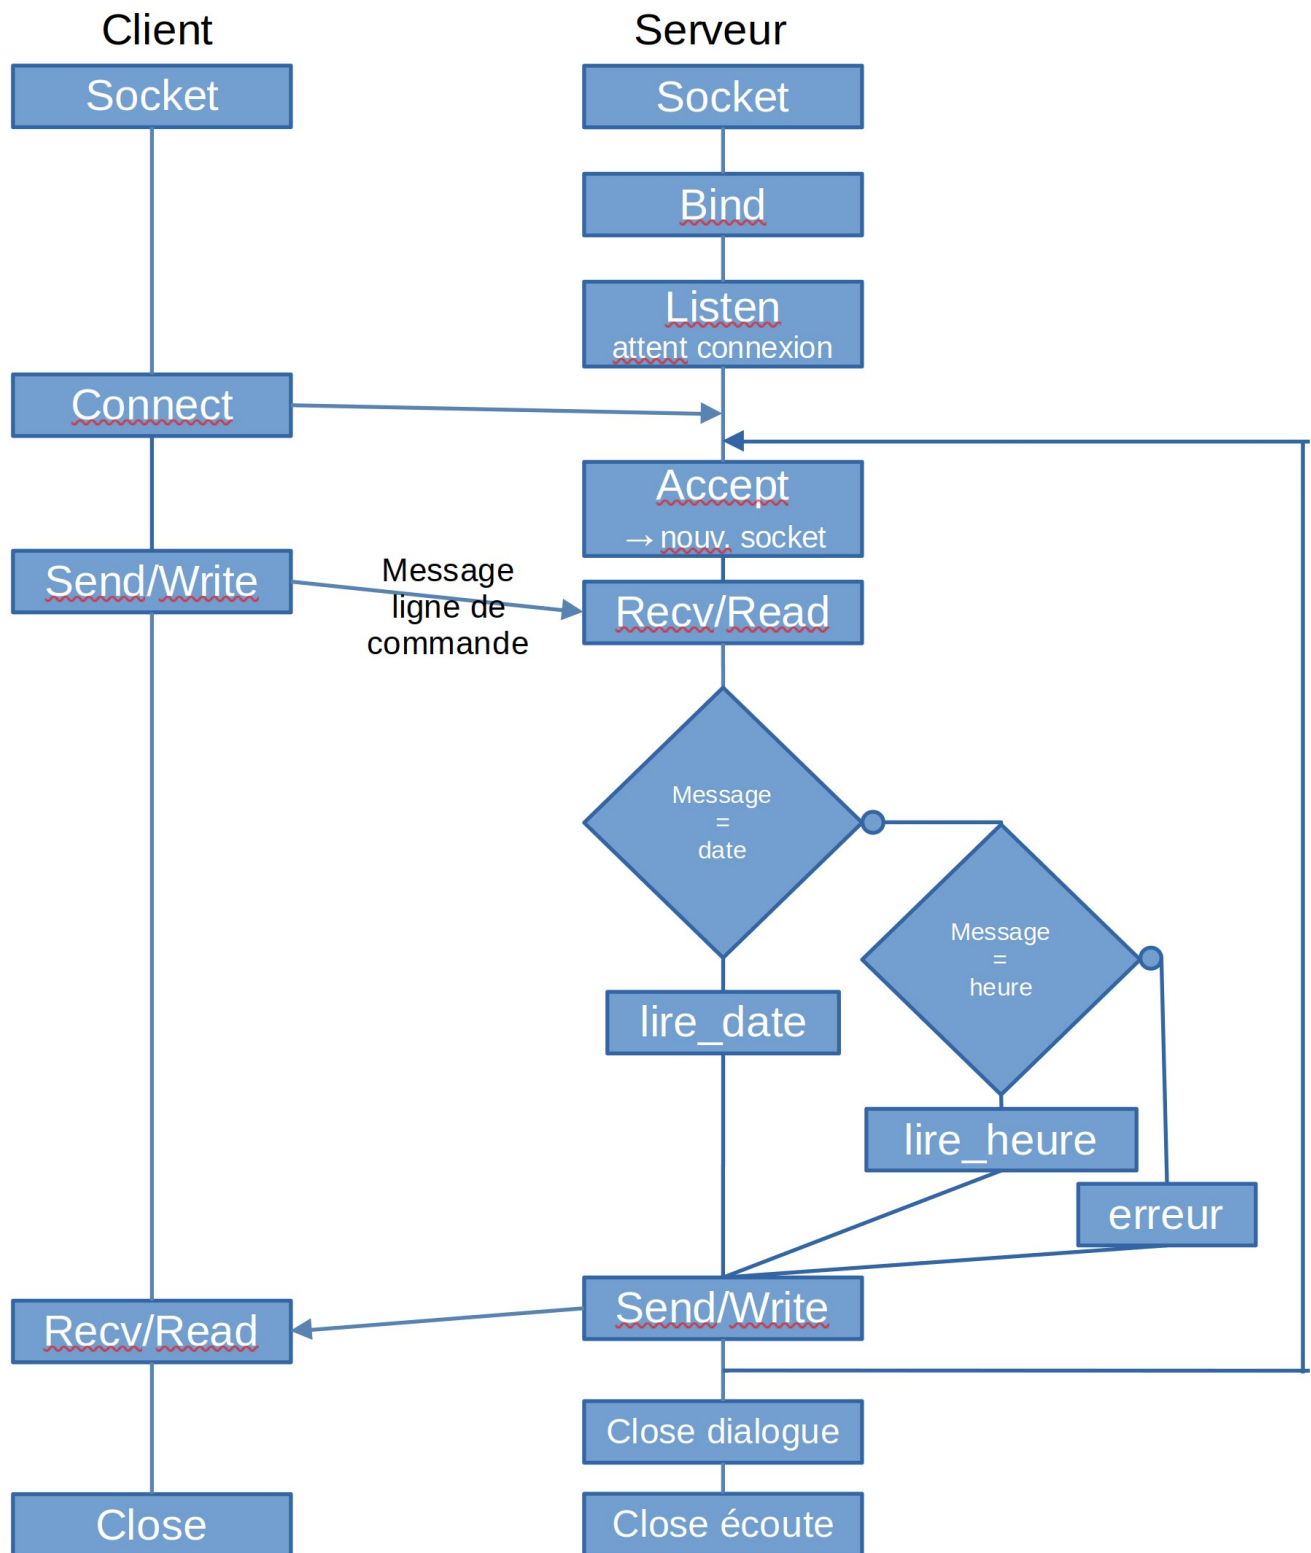 Client
Serveur
Socket
Socket
Bind
Listen
attent connexion
Connect
Accept
→ nouv. socket
Send/Write
Message
ligne de
commande
Recv/Read
Message
=
date
Message
=
heure
lire_date
lire_heure
erreur
Send/Write
Recv/Read
Close dialogue
Close
Close écoute